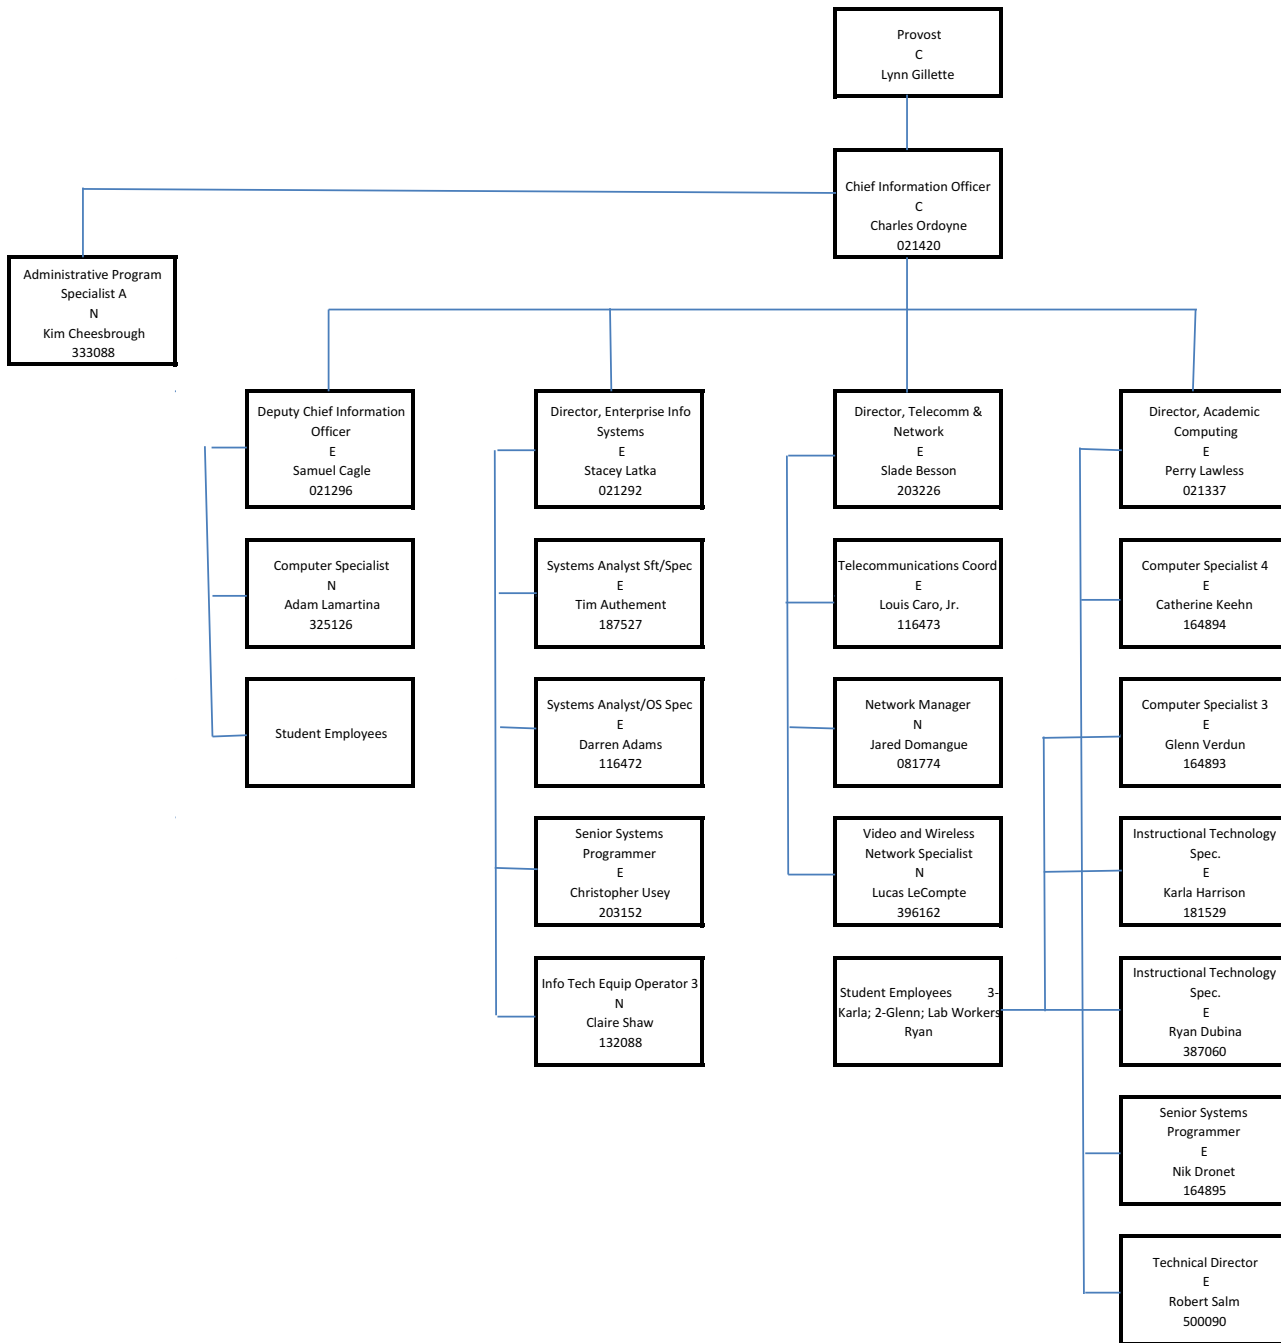 Provost
C
Lynn Gillette
Chief Information Officer
C
Charles Ordoyne
021420
Administrative Program
Specialist A
N
Kim Cheesbrough
333088
Deputy Chief Information
Officer
E
Samuel Cagle
021296
Computer Specialist
N
Adam Lamartina
325126
Student Employees
Director, Enterprise Info
Systems
E
Stacey Latka
021292
Systems Analyst Sft/Spec
E
Tim Authement
187527
Systems Analyst/OS Spec
E
Darren Adams
116472
Senior Systems
Programmer
E
Christopher Usey
203152
Info Tech Equip Operator 3
N
Claire Shaw
132088
Director, Telecomm &
Network
E
Slade Besson
203226
Telecommunications Coord
E
Louis Caro, Jr.
116473
Network Manager
N
Jared Domangue
081774
Video and Wireless
Network Specialist
N
Lucas LeCompte
396162
Student Employees 3-
Karla; 2-Glenn; Lab Workers
Ryan
Director, Academic
Computing
E
Perry Lawless
021337
Computer Specialist 4
E
Catherine Keehn
164894
Computer Specialist 3
E
Glenn Verdun
164893
Instructional Technology
Spec.
E
Karla Harrison
181529
Instructional Technology
Spec.
E
Ryan Dubina
387060
Senior Systems
Programmer
E
Nik Dronet
164895
Technical Director
E
Robert Salm
500090